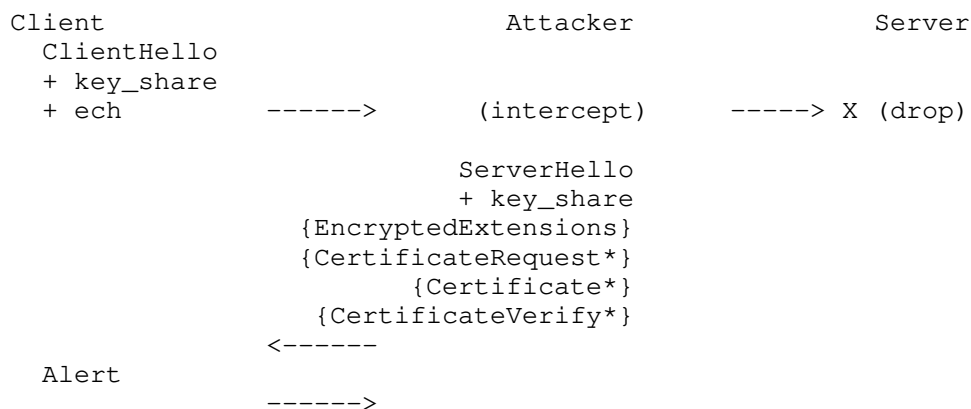 Client                         Attacker               Server
  ClientHello
  + key_share
  + ech         ------>      (intercept)     -----> X (drop)

                             ServerHello
                             + key_share
                   {EncryptedExtensions}
                   {CertificateRequest*}
                          {Certificate*}
                    {CertificateVerify*}
                <------
  Alert
                ------>